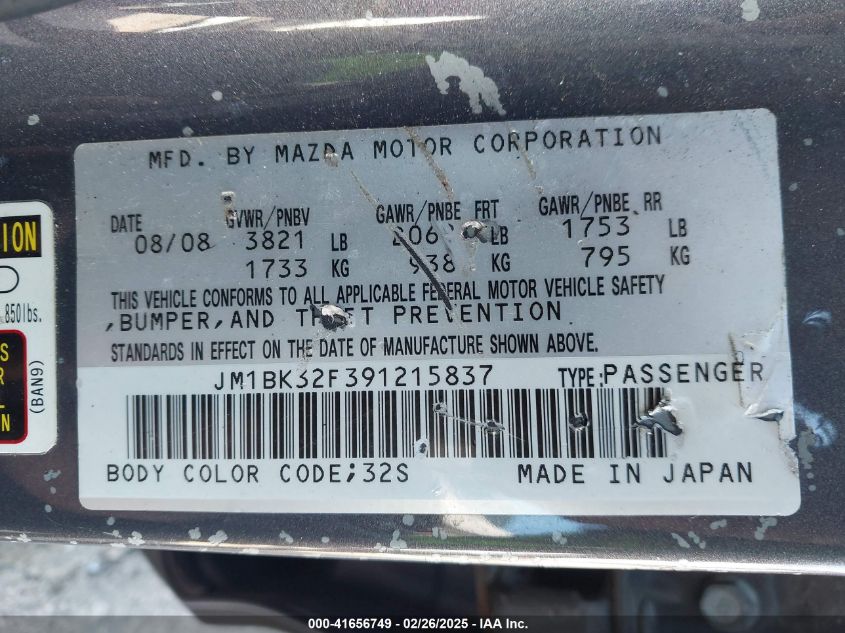 MFD. BY MAZDA MOTOR CORPORATION
DATE GVWR/PNBV GAWR/PNBE FRT GAWR/PNBE RR
08/08 3821 LB LB 1753 LB
1733 KG 938 KG 795 KG
THIS VEHICLE CONFORMS TO ALL APPLICABLE FEDERAL MOTOR VEHICLE SAFETY
,BUMPER,AND THEFT PREVENTION
STANDARDS IN EFFECT ON THE DATE OF MANUFACTURE SHOWN ABOVE.
JM1BK32F391215837 TYPE:PASSENGER
BODY COLOR CODE;32S MADE IN JAPAN
850lbs.
(BAN9)
000-41656749 - 02/26/2025 - IAA Inc.